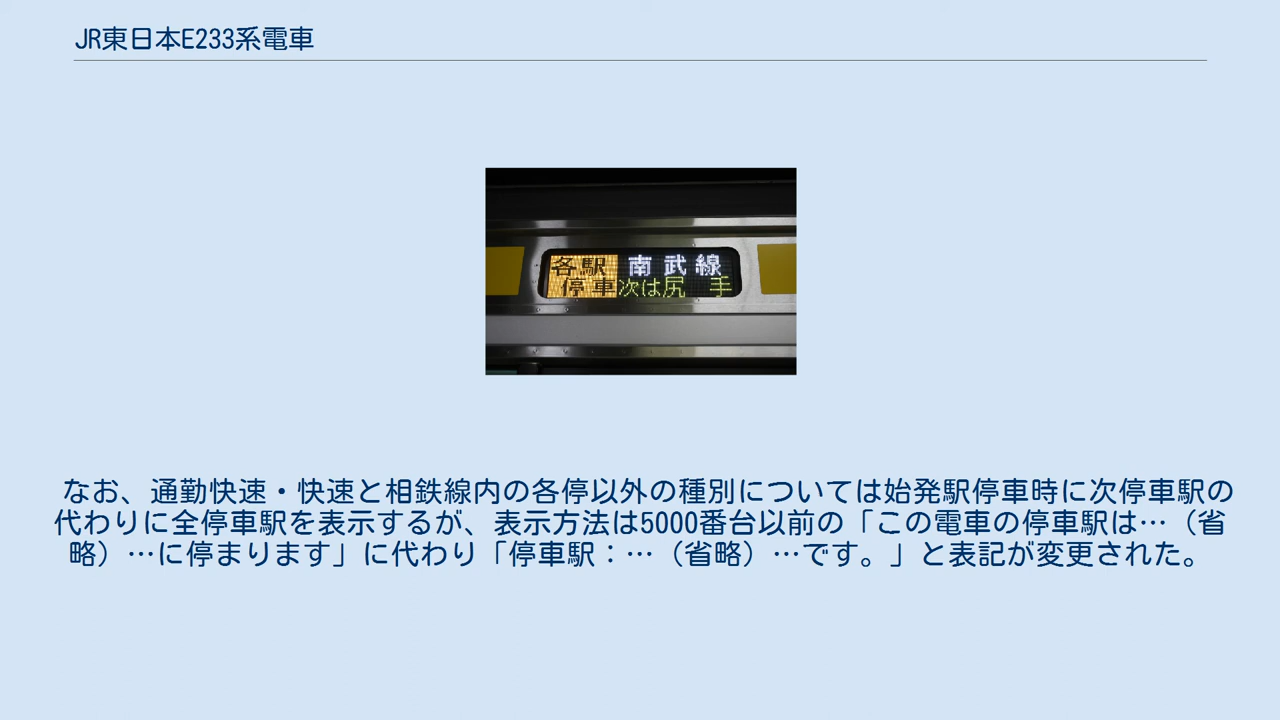 JR東日本E233系電車
各駅 南武線
停車 次は尻 手
なお、通勤快速・快速と相鉄線内の各停以外の種別については始発駅停車時に次停車駅の
代わりに全停車駅を表示するが、表示方法は5000番台以前の「この電車の停車駅は…（省
略）…に停まります」に代わり「停車駅：…（省略）…です。」と表記が変更された。